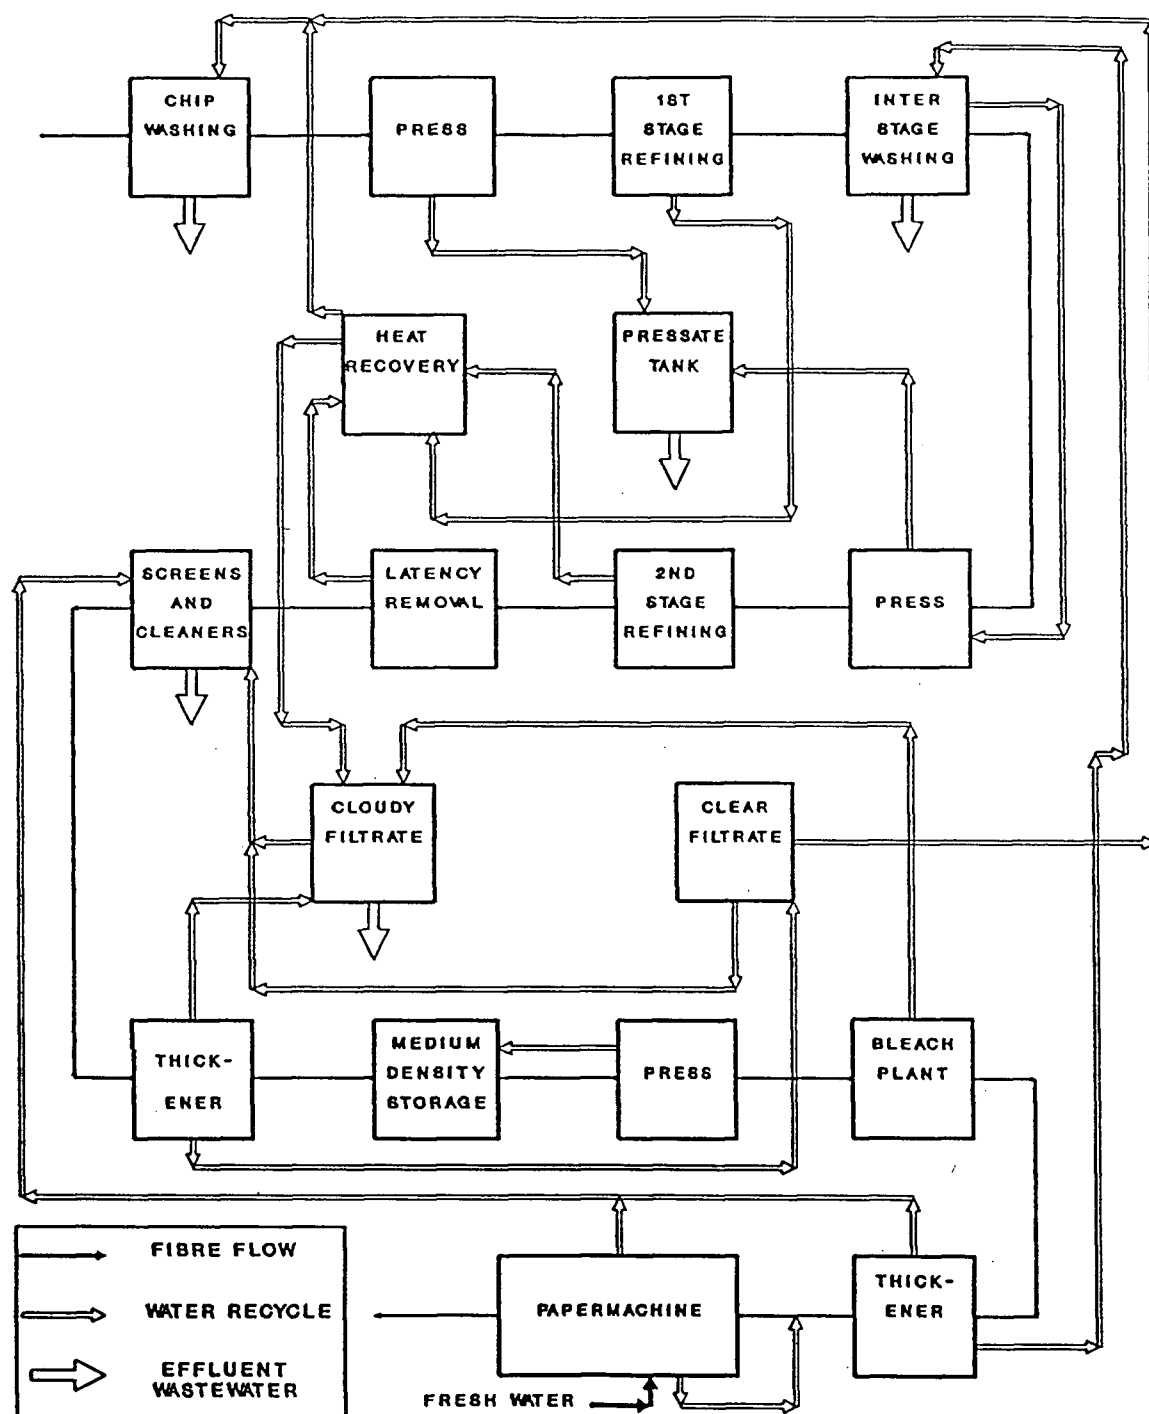 CHIP
WASHING
PRESS
1ST
STAGE
REFINING
INTER
STAGE
WASHING
HEAT
RECOVERY
PRESSATE
TANK
SCREENS
AND
CLEANERS
LATENCY
REMOVAL
2ND
STAGE
REFINING
PRESS
CLOUDY
FILTRATE
CLEAR
FILTRATE
THICK-
ENER
MEDIUM
DENSITY
STORAGE
PRESS
BLEACH
PLANT
FIBRE FLOW
WATER RECYCLE
EFFLUENT
WASTEWATER
PAPERMACHINE
THICK-
ENER
FRESH WATER